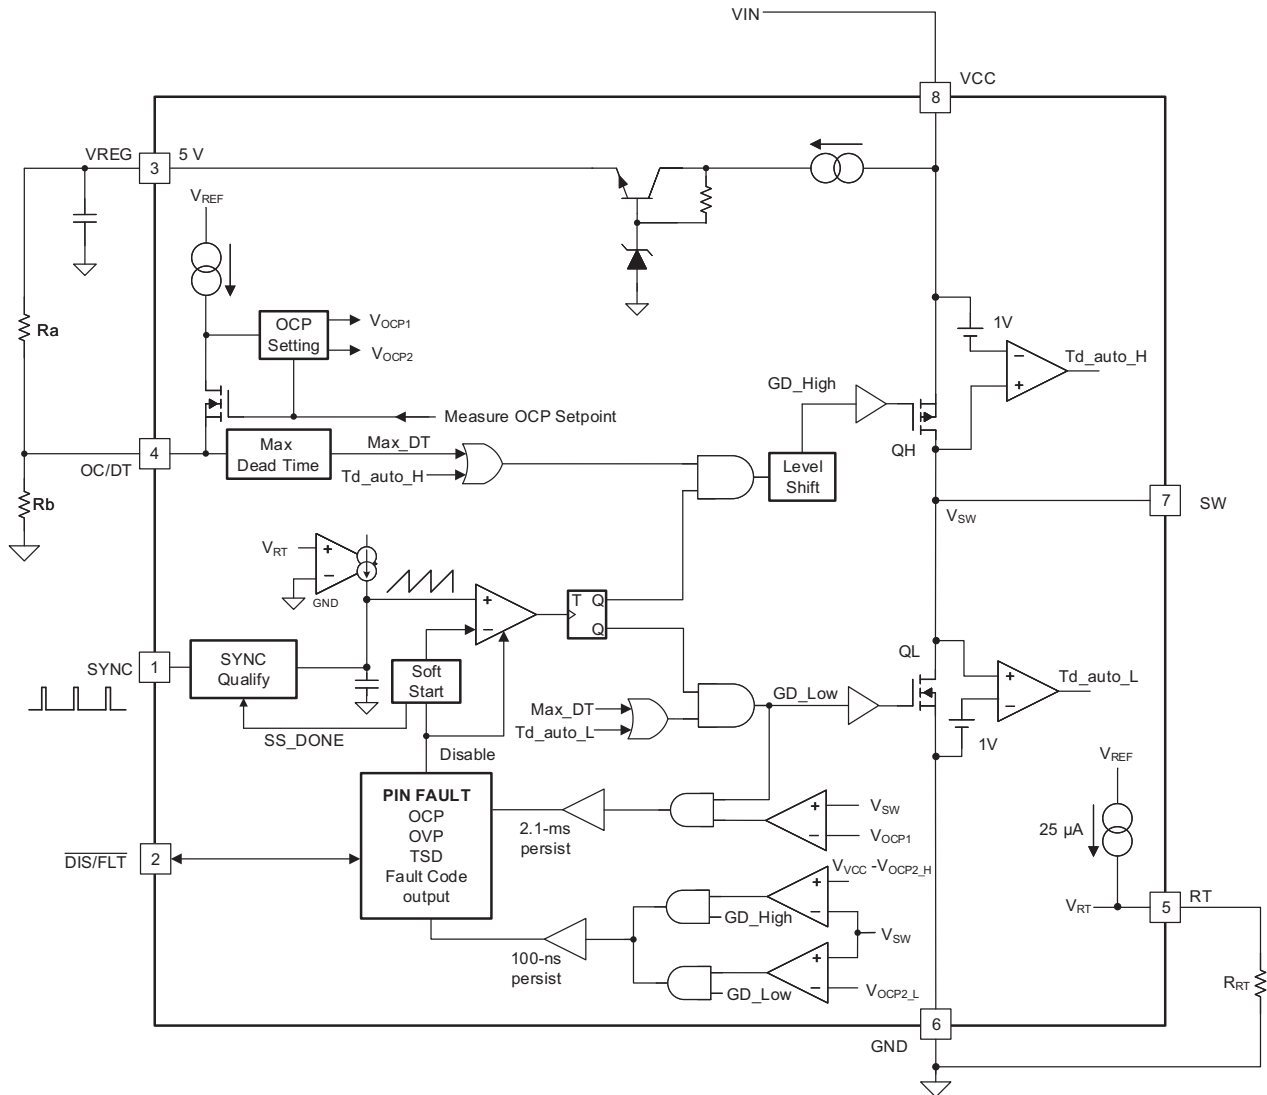 VIN
VCC
8
VREG
3
5 V
VREF
Ra
OCP
Setting
VOCP1
VOCP2
1V
−
+
Td_auto_H
GD_High
QH
Measure OCP Setpoint
4
OC/DT
Max
Dead Time
Max_DT
Td_auto_H
Level
Shift
Rb
VSW
7
SW
VRT
+
−
GND
+
−
T Q
Q
SYNC
1
SYNC
Qualify
Soft
Start
SS_DONE
Disable
Max_DT
Td_auto_L
GD_Low
QL
+
−
Td_auto_L
1V
PIN FAULT
OCP
OVP
TSD
Fault Code
output
2.1-ms
persist
+
−
VSW
VOCP1
VREF
25 µA
DIS/FLT
2
VVCC -VOCP2_H
+
−
GD_High
VSW
100-ns
persist
+
−
GD_Low
VOCP2_L
VRT
5
RT
RRT
6
GND